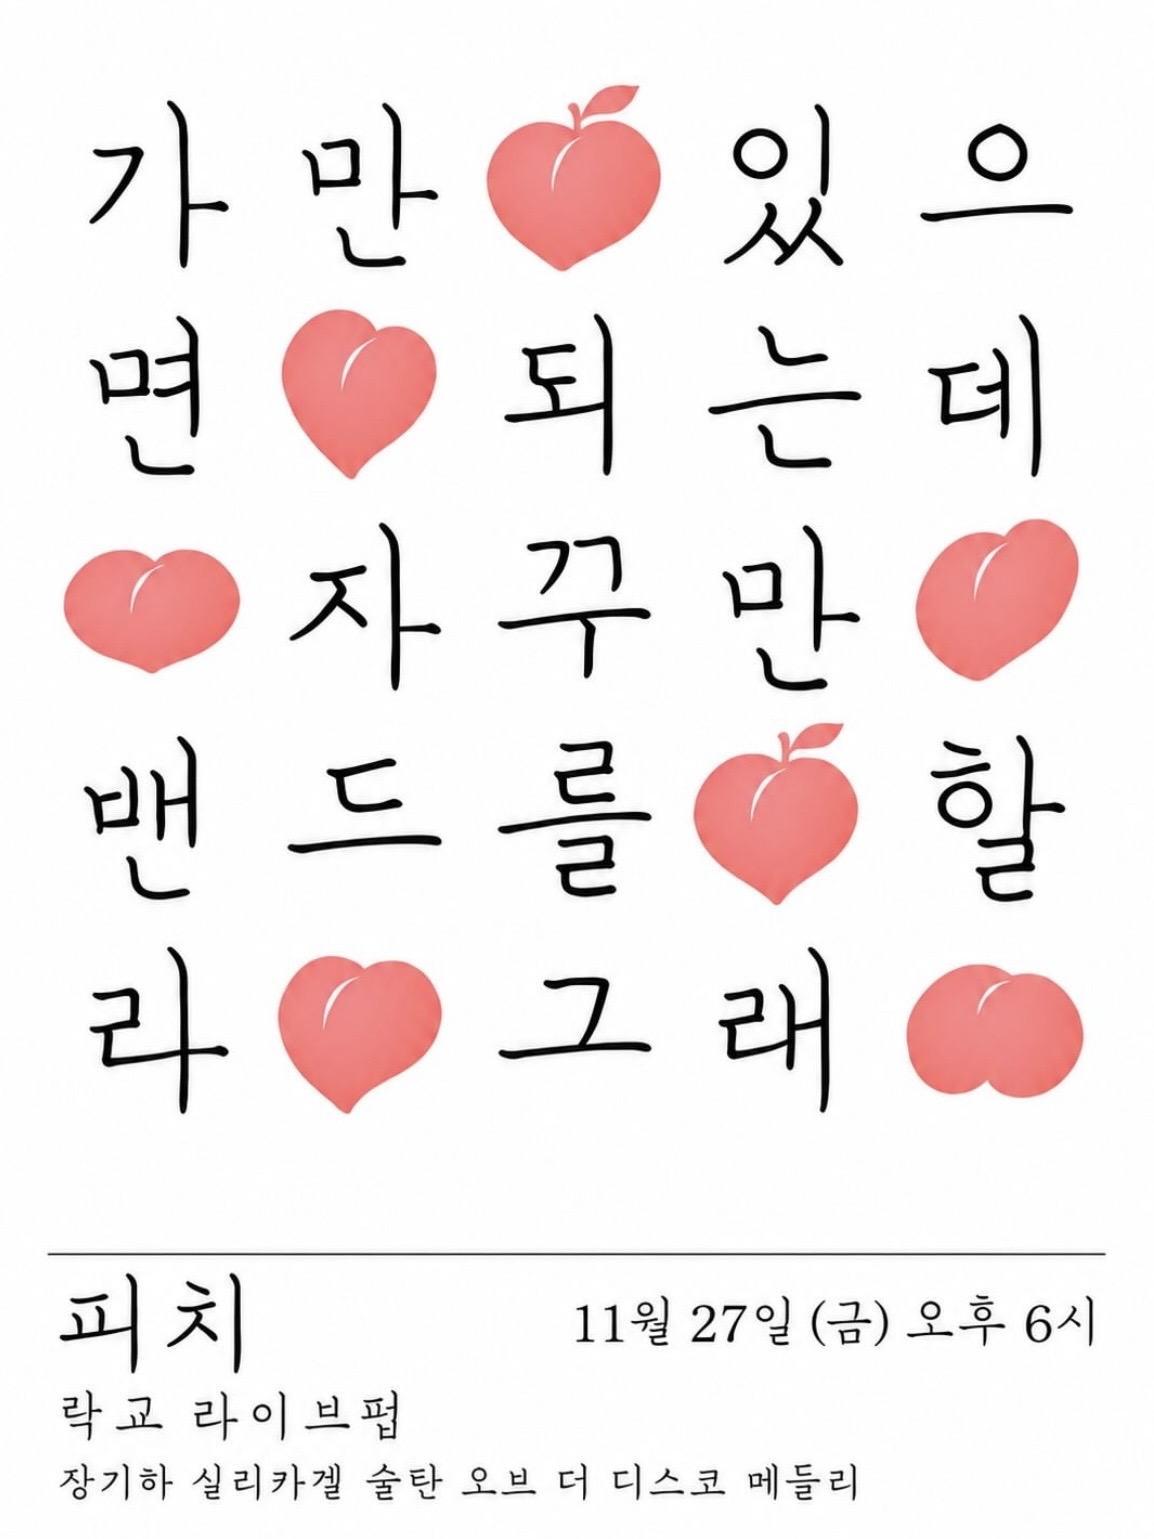 가만 있으
면 되는데
자꾸만
밴드를 할
라 그래
피치
11월 27일 (금) 오후 6시
락교 라이브펍
장기하 실리카겔 술탄 오브 더 디스코 메들리